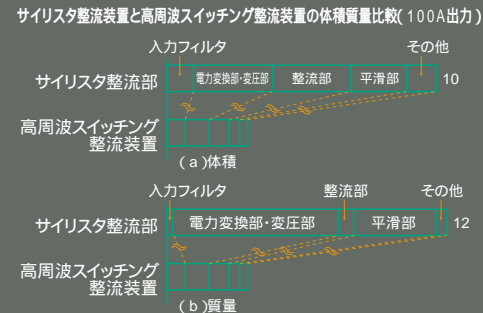 サイリスタ整流装置と高周波スイッチング整流装置の体積質量比較(100A出力)
入力フィルタ その他
サイリスタ整流部 電力変換部・変圧部 整流部 平滑部 10
高周波スイッチング
整流装置
(a)体積
入力フィルタ 整流部 その他
サイリスタ整流部 電力変換部・変圧部 平滑部 12
高周波スイッチング
整流装置
(b)質量